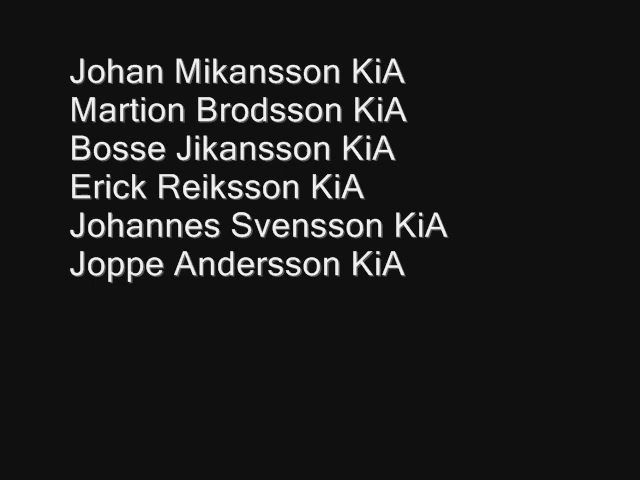 Johan Mikansson KiA
Martion Brodsson KiA
Bosse Jikansson KiA
Erick Reiksson KiA
Johannes Svensson KiA
Joppe Andersson KiA